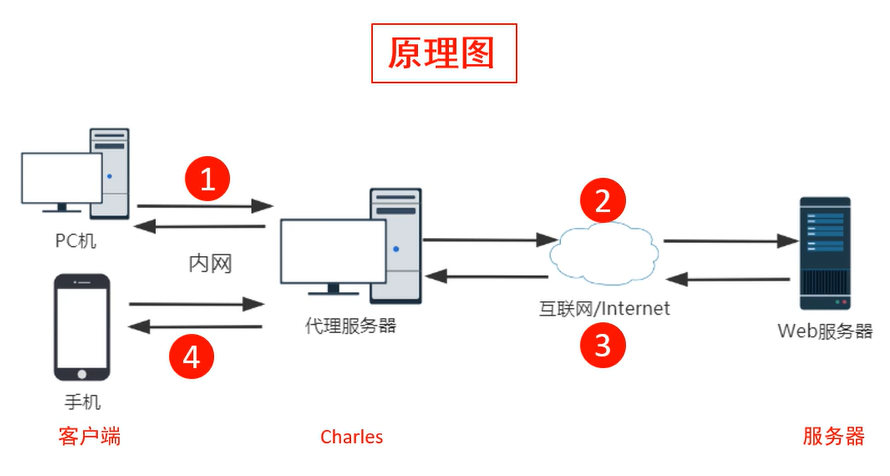 原理图
1
2
PC机
内网
代理服务器
互联网/Internet
Web服务器
3
4
手机
客户端
Charles
服务器